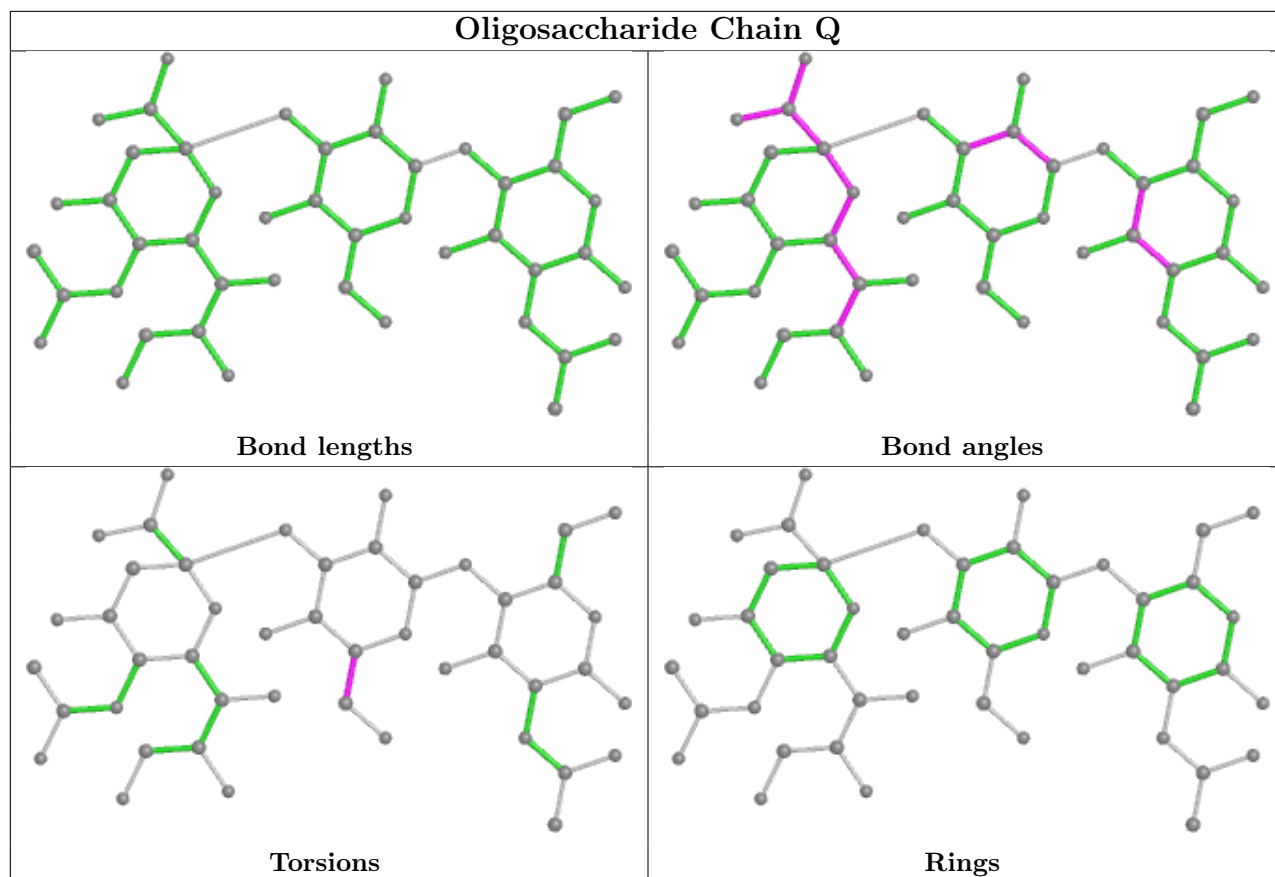 Oligosaccharide Chain Q
Bond lengths
Bond angles
Torsions
Rings